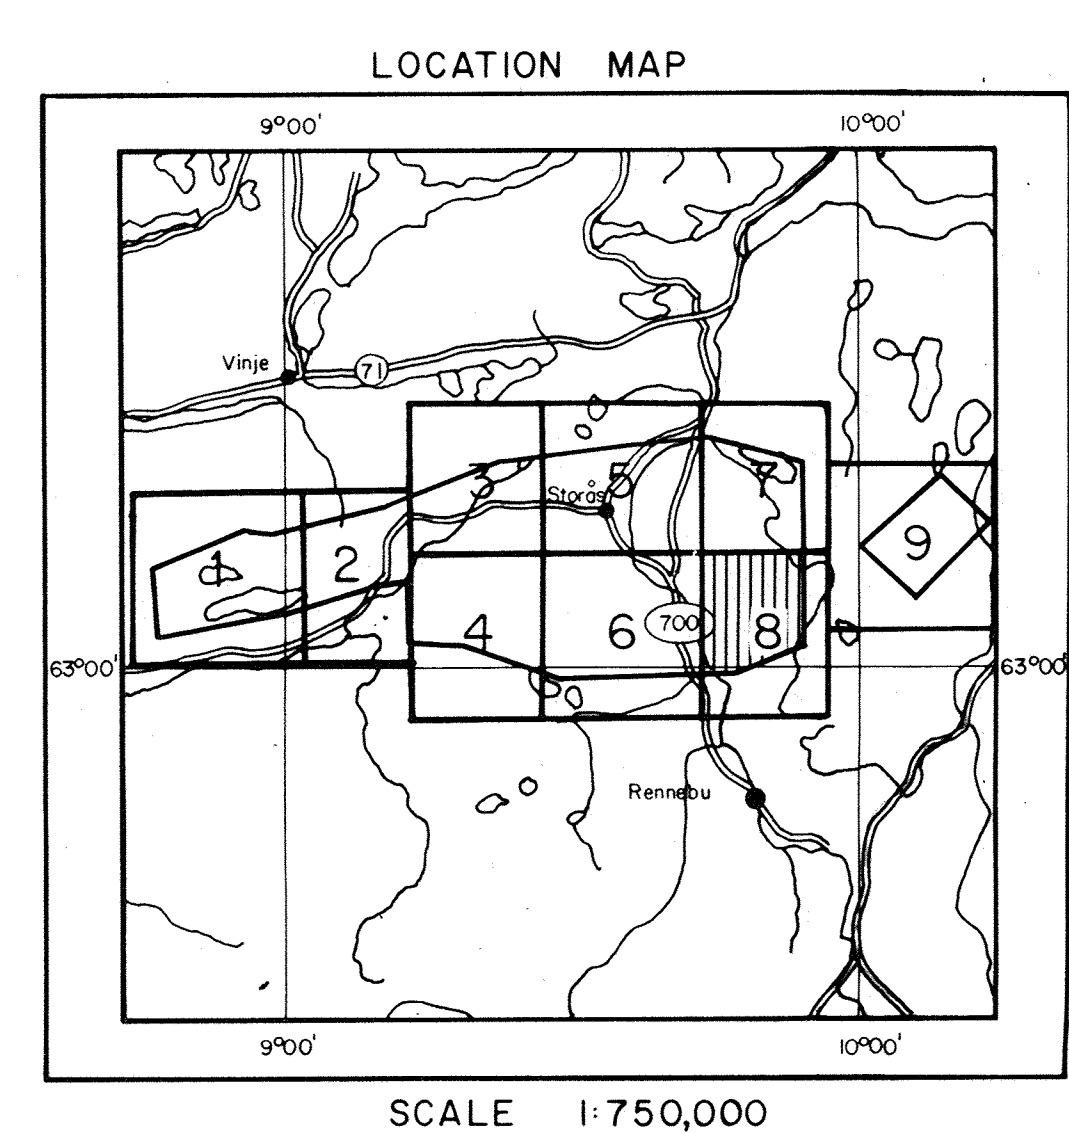 LOCATION MAP
9°00' 10°00'
Vinje
71
3 5 7
Storås
1 2 9
4 6 700 8
63°00' 63°00'
Rennebu
9°00' 10°00'
SCALE 1:750,000